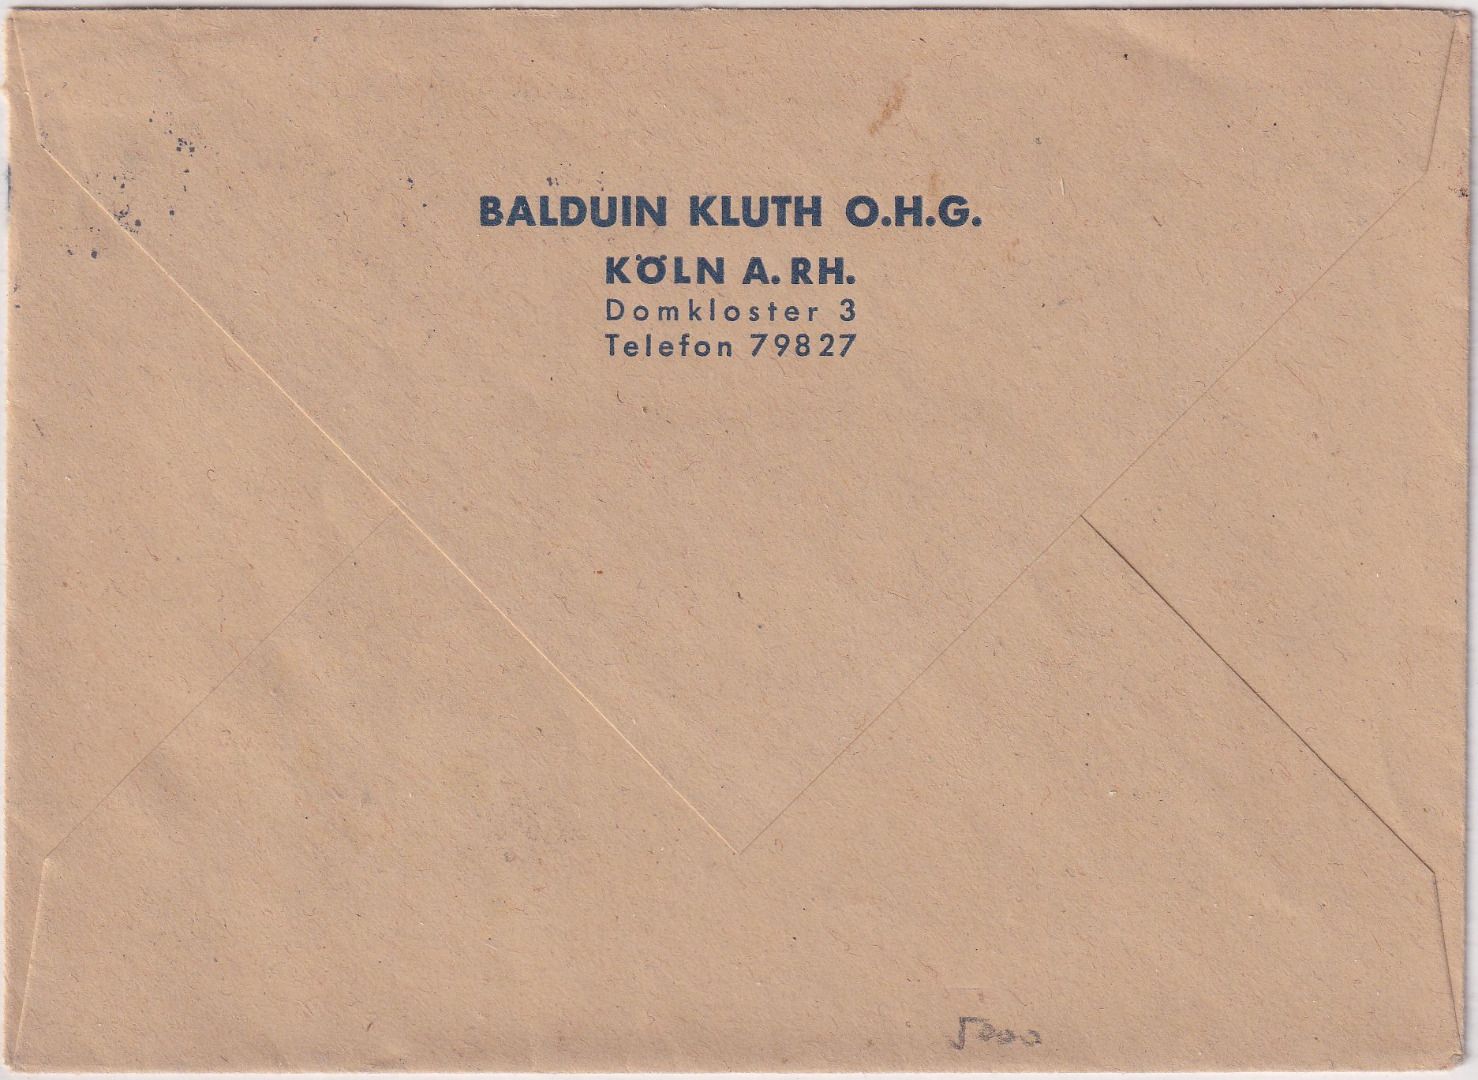 BALDUIN KLUTH O.H.G.
KÖLN A. RH.
Domkloster 3
Telefon 79827